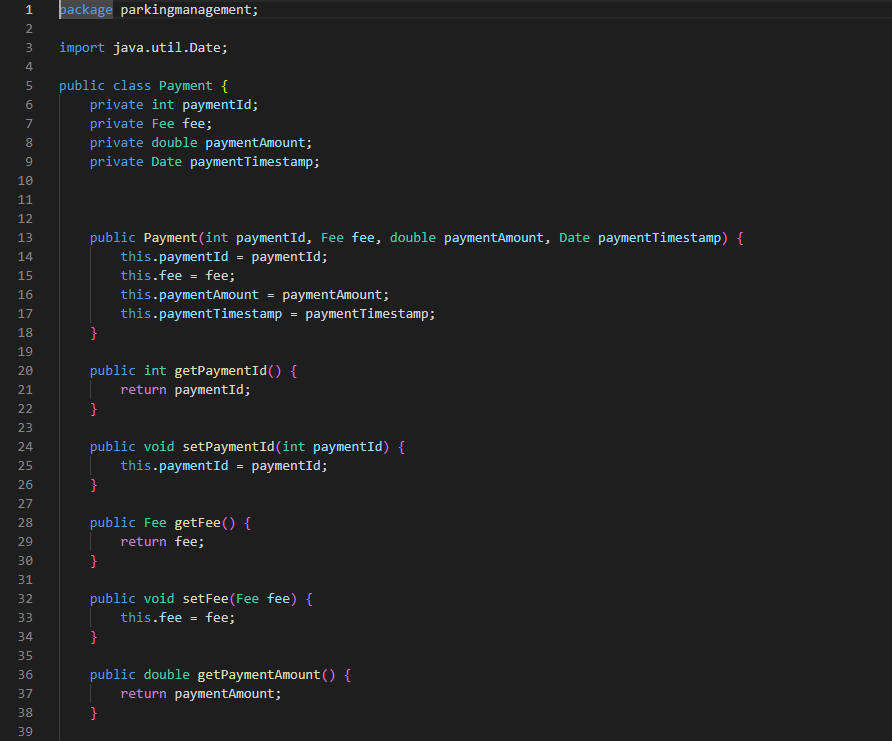 1 package parkingmanagement;
2
3 import java.util.Date;
4
5 public class Payment {
6     private int paymentId;
7     private Fee fee;
8     private double paymentAmount;
9     private Date paymentTimestamp;
10
11
12
13     public Payment(int paymentId, Fee fee, double paymentAmount, Date paymentTimestamp) {
14         this.paymentId = paymentId;
15         this.fee = fee;
16         this.paymentAmount = paymentAmount;
17         this.paymentTimestamp = paymentTimestamp;
18     }
19
20     public int getPaymentId() {
21         return paymentId;
22     }
23
24     public void setPaymentId(int paymentId) {
25         this.paymentId = paymentId;
26     }
27
28     public Fee getFee() {
29         return fee;
30     }
31
32     public void setFee(Fee fee) {
33         this.fee = fee;
34     }
35
36     public double getPaymentAmount() {
37         return paymentAmount;
38     }
39